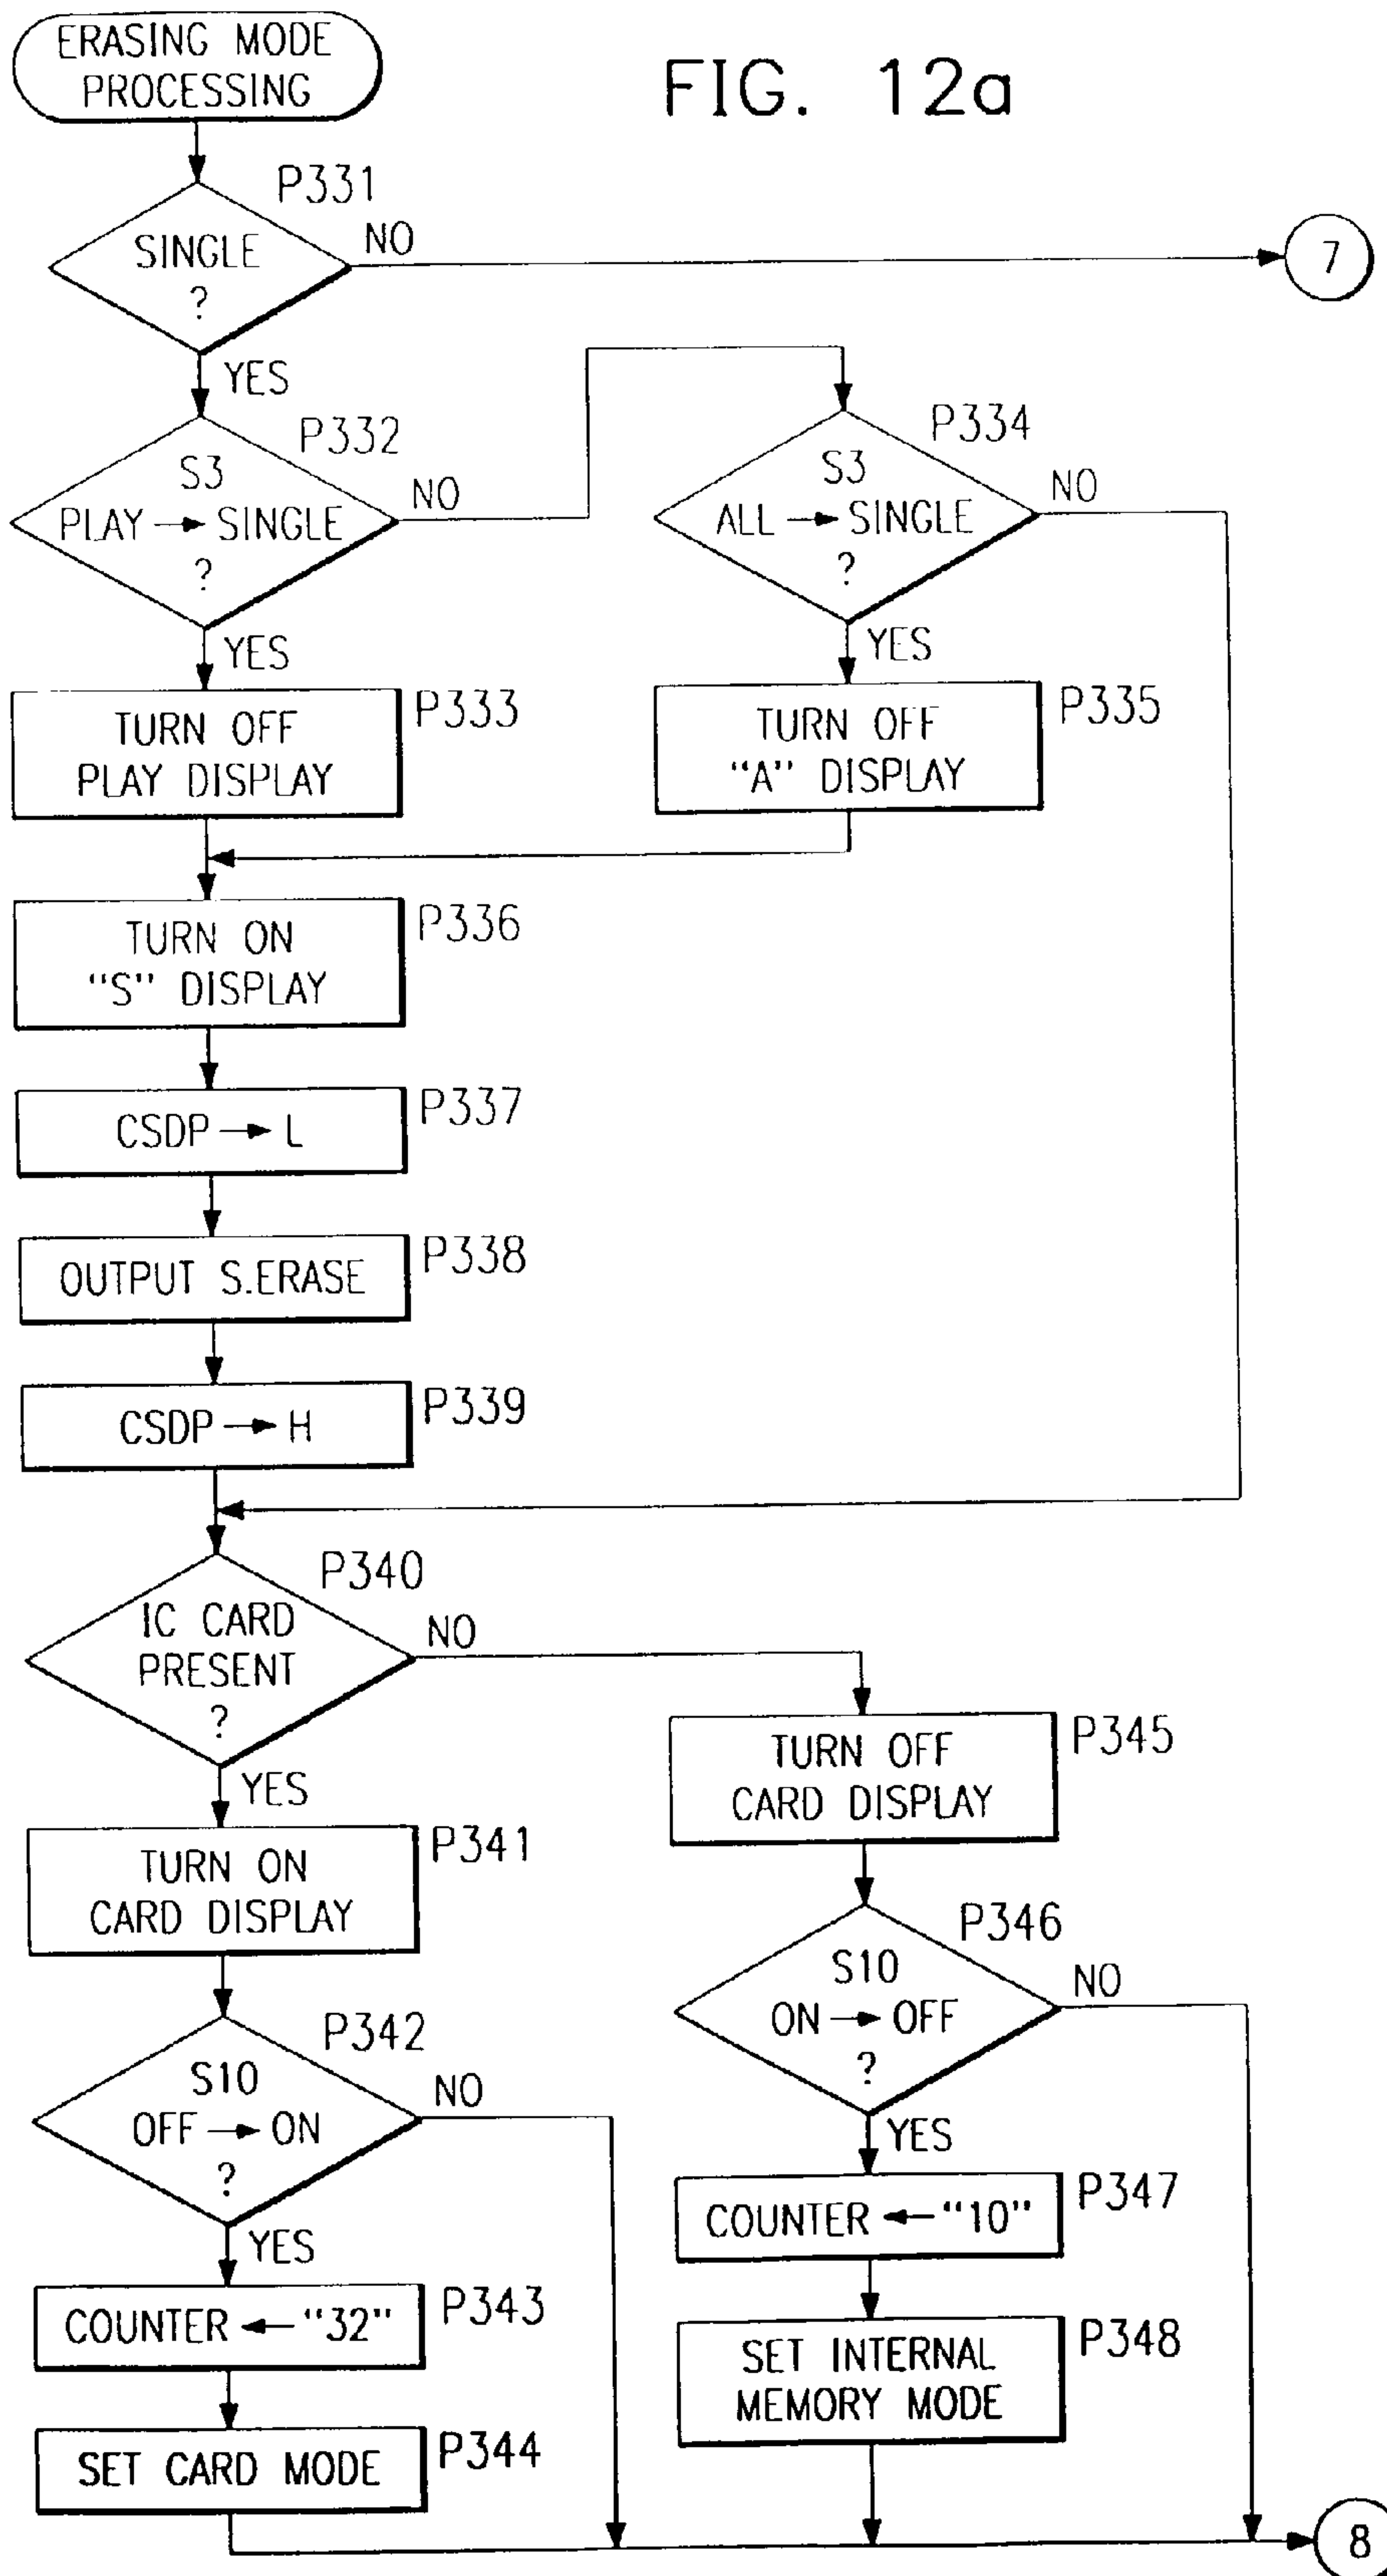 ERASING MODE
PROCESSING
FIG. 12a
P331
SINGLE
?
NO
7
YES
P332
S3
PLAY → SINGLE
?
NO
P334
S3
ALL → SINGLE
?
NO
YES
YES
TURN OFF
PLAY DISPLAY
P333
TURN OFF
"A" DISPLAY
P335
TURN ON
"S" DISPLAY
P336
CSDP → L
P337
OUTPUT S.ERASE
P338
CSDP → H
P339
P340
IC CARD
PRESENT
?
NO
YES
TURN OFF
CARD DISPLAY
P345
TURN ON
CARD DISPLAY
P341
P346
S10
ON → OFF
?
NO
P342
S10
OFF → ON
?
NO
YES
COUNTER ← "10"
P347
YES
COUNTER ← "32"
P343
SET INTERNAL
MEMORY MODE
P348
SET CARD MODE
P344
8